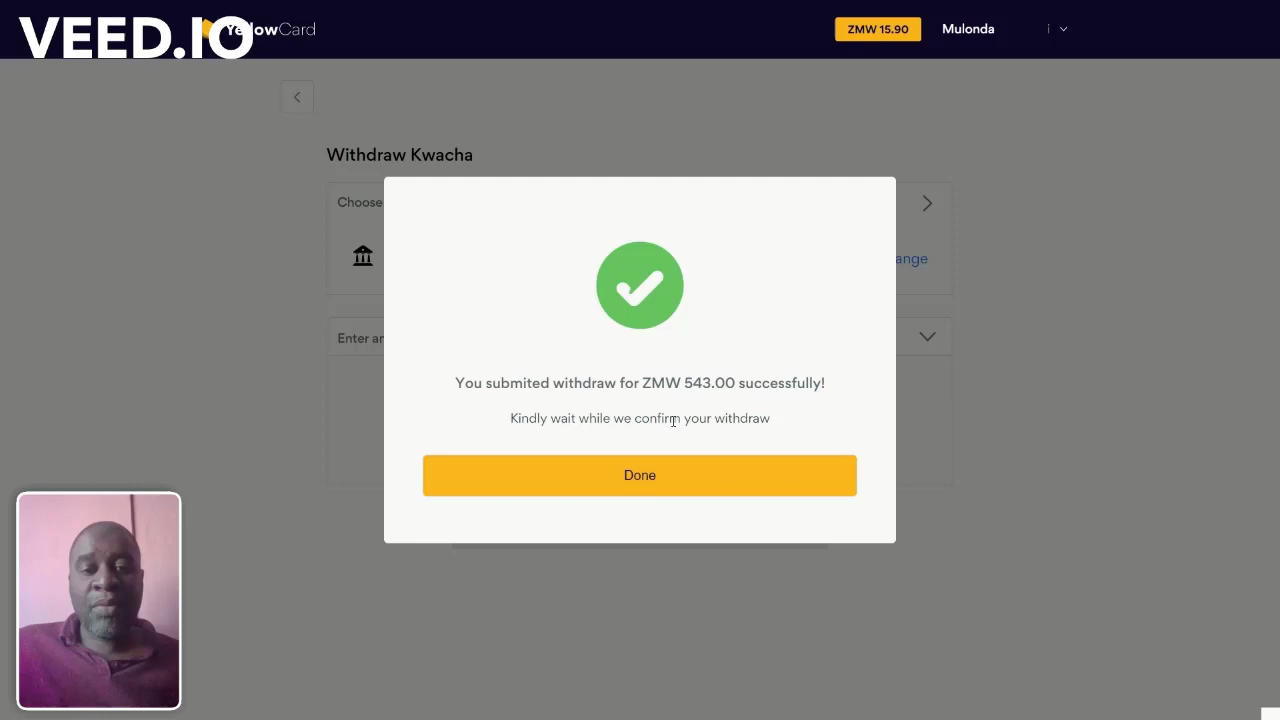 VEED.IO
YellowCard
ZMW 15.90
Mulonda
Withdraw Kwacha
Choose
ange
Enter
You submited withdraw for ZMW 543.00 successfully!
Kindly wait while we confirm your withdraw
Done